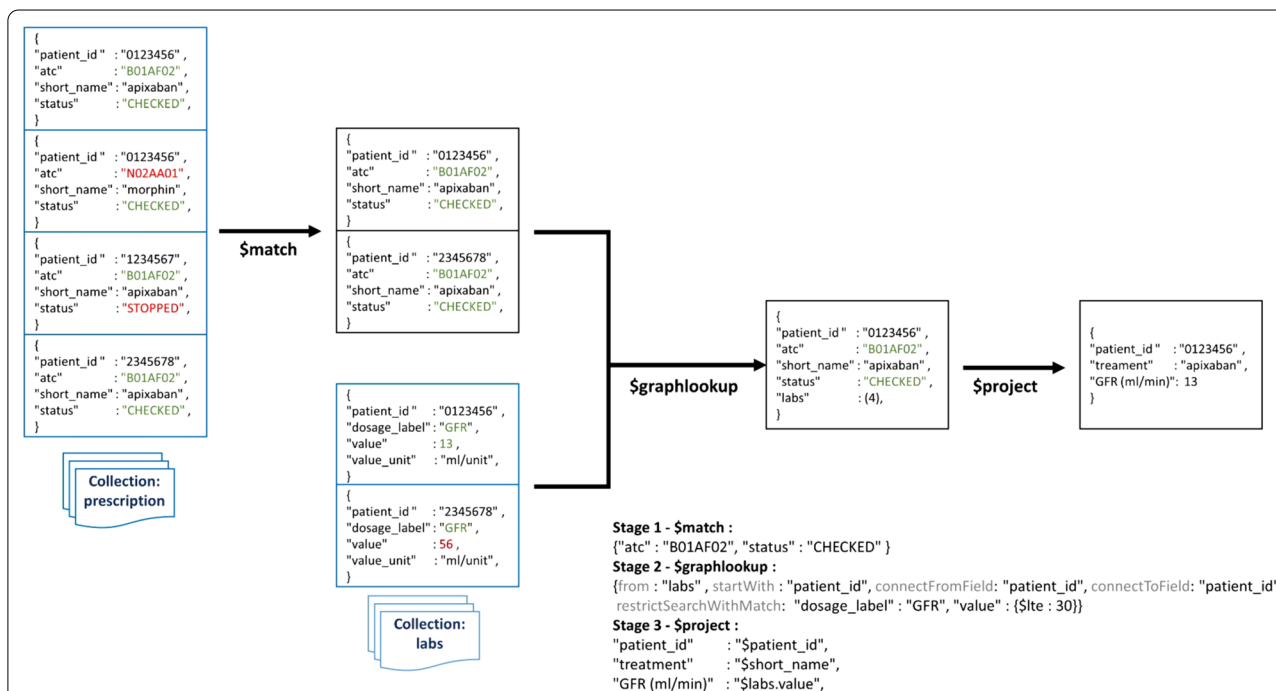 {
"patient_id" : "0123456" ,
"atc" : "B01AF02" ,
"short_name" : "apixaban",
"status" : "CHECKED" ,
}
{
"patient_id" : "0123456" ,
"atc" : "N02AA01"
"short_name" : "morphin" ,
"status" : "CHECKED" ,
}
{
"patient_id" : "1234567" ,
"atc" : "B01AF02" ,
"short_name" : "apixaban" ,
"status" : "STOPPED" ,
}
{
"patient_id" : "2345678" ,
"atc" : "B01AF02" ,
"short_name" : "apixaban" ,
"status" : "CHECKED" ,
}
Collection:
prescription
$match
{
"patient_id" : "0123456" ,
"atc" : "B01AF02" ,
"short_name" : "apixaban",
"status" : "CHECKED" ,
}
{
"patient_id" : "2345678" ,
"atc" : "B01AF02" ,
"short_name" : "apixaban" ,
"status" : "CHECKED" ,
}
{
"patient_id" : "0123456" ,
"dosage_label" : "GFR" ,
"value" : 13 ,
"value_unit" : "ml/unit",
}
{
"patient_id" : "2345678" ,
"dosage_label" : "GFR" ,
"value" : 56 ,
"value_unit" : "ml/unit",
}
Collection:
labs
$graphlookup
{
"patient_id" : "0123456" ,
"atc" : "B01AF02" ,
"short_name" : "apixaban",
"status" : "CHECKED" ,
"labs" : (4),
}
$project
{
"patient_id" : "0123456" ,
"treament" : "apixaban",
"GFR (ml/min)" : 13
}
Stage 1 - $match :
{"atc" : "B01AF02", "status" : "CHECKED" }
Stage 2 - $graphlookup :
{from : "labs" , startWith : "patient_id", connectFromField: "patient_id", connectToField: "patient_id"
restrictSearchWithMatch: "dosage_label" : "GFR", "value" : {$lte : 30}}
Stage 3 - $project :
"patient_id" : "$patient_id",
"treatment" : "$short_name",
"GFR (ml/min)" : "$labs.value",